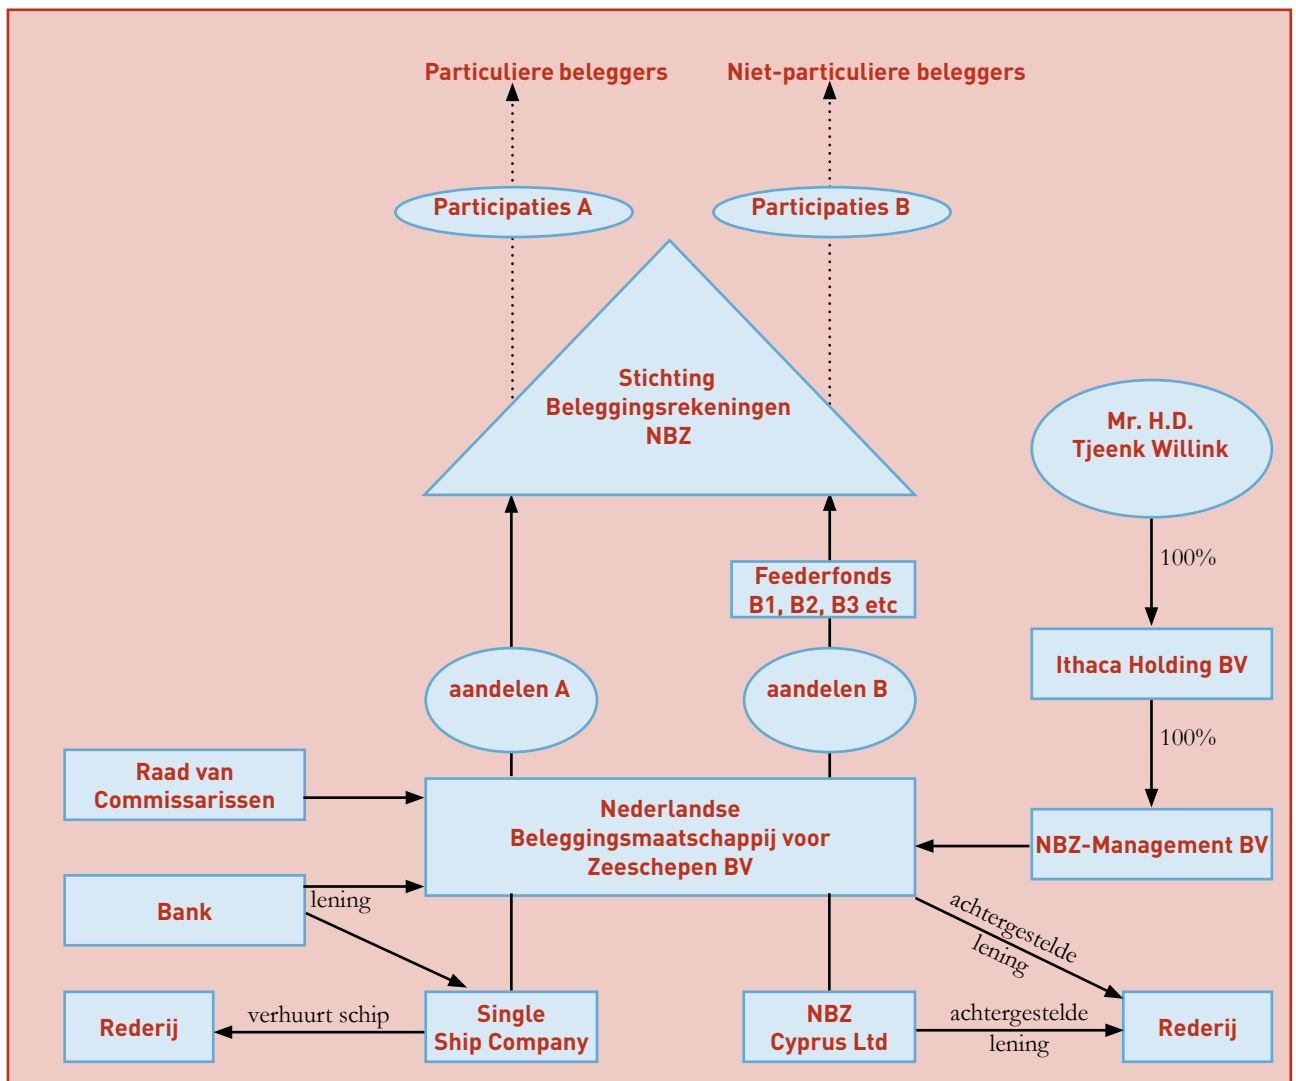 Particuliere beleggers
Niet-particuliere beleggers
Participaties A
Participaties B
Stichting
Beleggingsrekeningen
NBZ
Mr. H.D.
Tjeenk Willink
100%
Feederfonds
B1, B2, B3 etc
Ithaca Holding BV
aandelen A
aandelen B
100%
Raad van
Commissarissen
Nederlandse
Beleggingsmaatschappij voor
Zeeschepen BV
NBZ-Management BV
Bank
lening
achtergestelde
lening
Rederij
verhuurt schip
Single
Ship Company
NBZ
Cyprus Ltd
achtergestelde
lening
Rederij